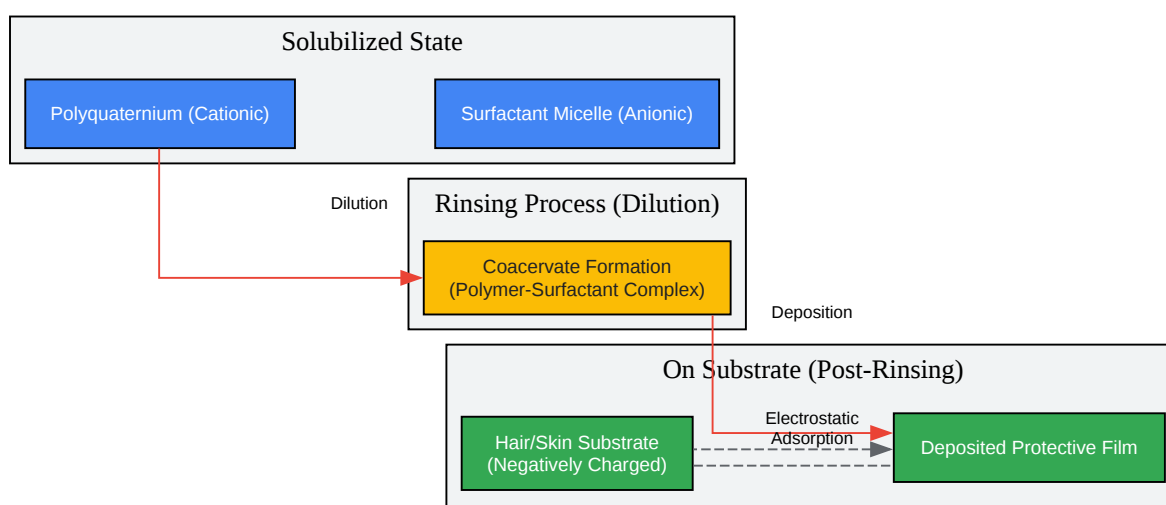 Solubilized State
Polyquaternium (Cationic)
Surfactant Micelle (Anionic)
Dilution
Rinsing Process (Dilution)
Coacervate Formation
(Polymer-Surfactant Complex)
Deposition
On Substrate (Post-Rinsing)
Electrostatic
Adsorption
Hair/Skin Substrate
(Negatively Charged)
Deposited Protective Film